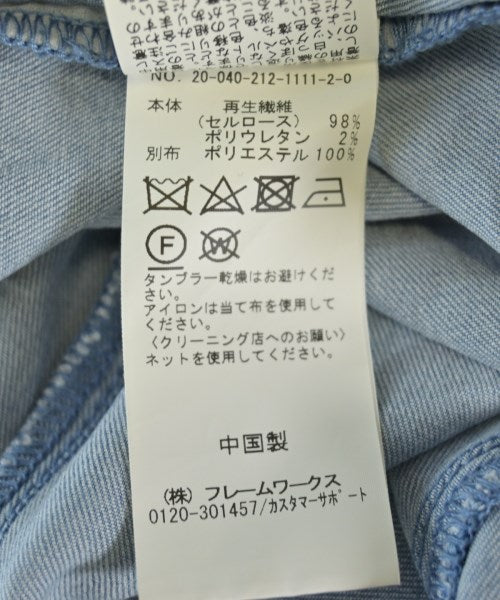 NO. 20-040-212-1111-2-0
本体 再生繊維
(セルロース) 98%
ポリウレタン 2%
別布 ポリエステル 100%
F
W
タンブラー乾燥はお避けくだ
さい。
アイロンは当て布を使用して
ください。
〈クリーニング店へのお願い〉
ネットを使用してください。
中国製
(株) フレームワークス
0120-301457/カスタマーサポート